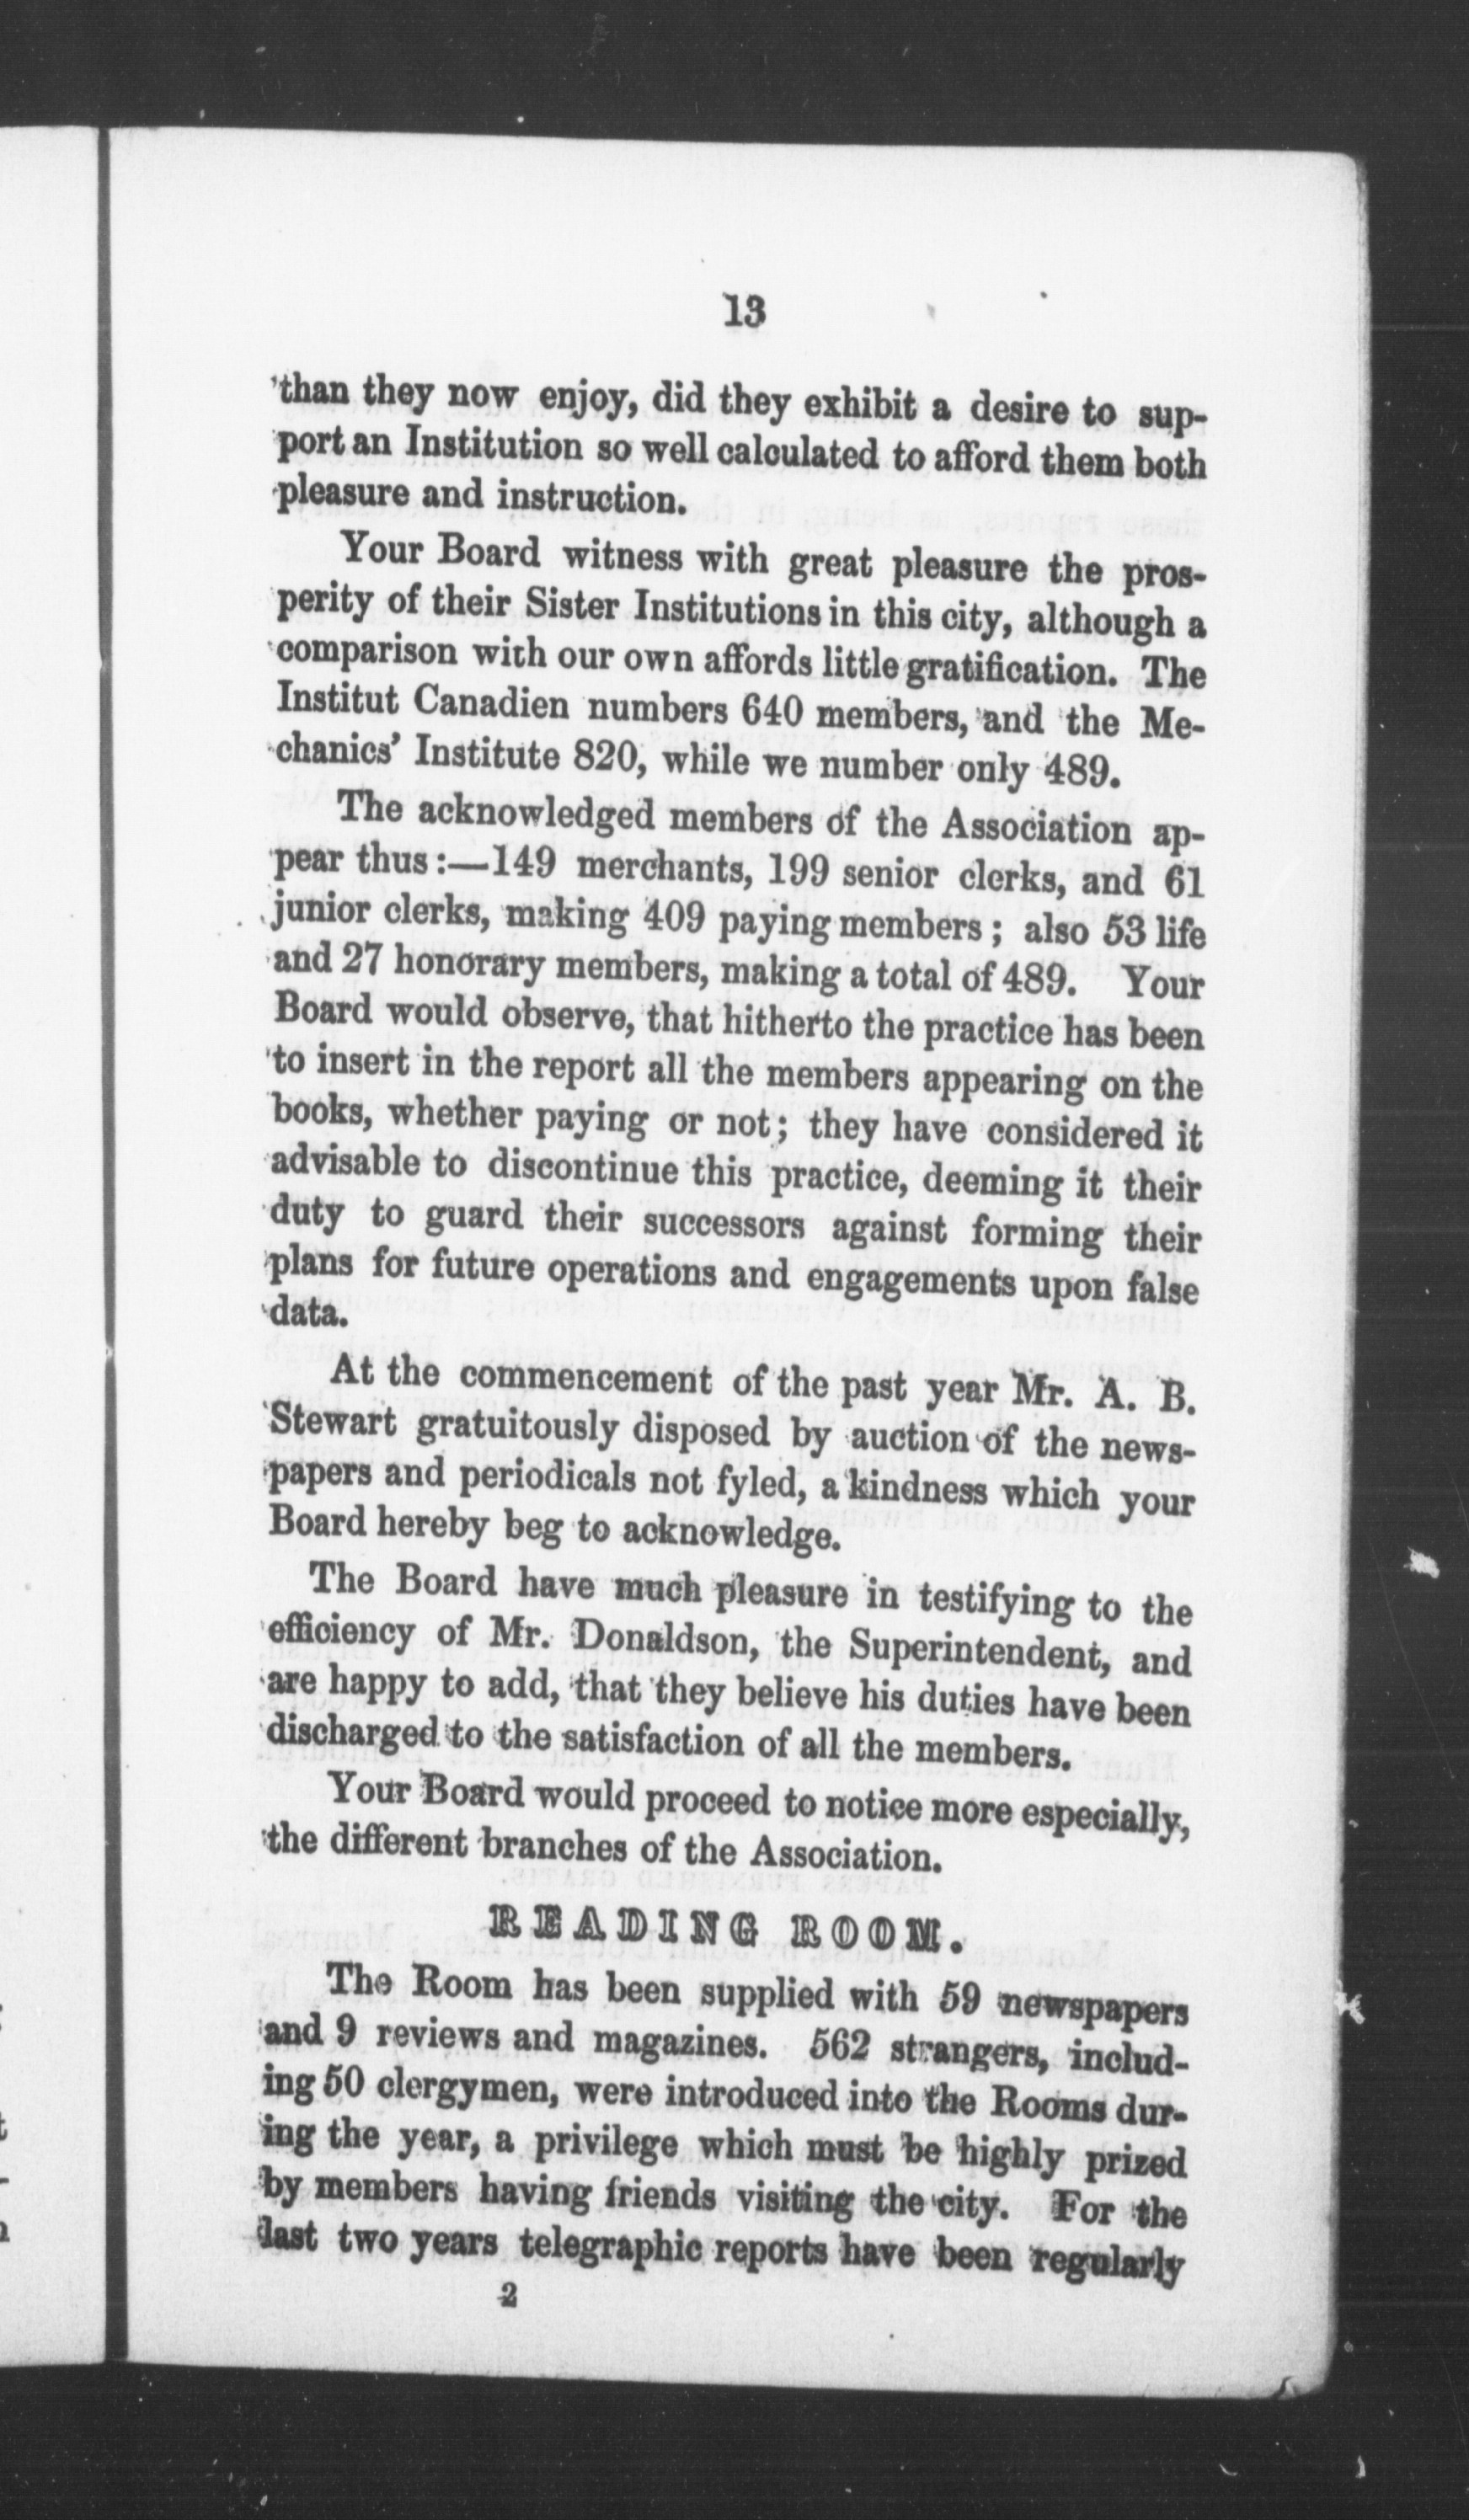 13
than they now enjoy, did they exhibit a desire to sup-
port an Institution so well calculated to afford them both
pleasure and instruction.
Your Board witness with great pleasure the pros-
perity of their Sister Institutions in this city, although a
comparison with our own affords little gratification. The
Institut Canadien numbers 640 members, and the Me-
chanics' Institute 820, while we number only 489.
The acknowledged members of the Association ap-
pear thus:—149 merchants, 199 senior clerks, and 61
junior clerks, making 409 paying members; also 53 life
and 27 honorary members, making a total of 489. Your
Board would observe, that hitherto the practice has been
to insert in the report all the members appearing on the
books, whether paying or not; they have considered it
advisable to discontinue this practice, deeming it their
duty to guard their successors against forming their
plans for future operations and engagements upon false
data.
At the commencement of the past year Mr. A. B.
Stewart gratuitously disposed by auction of the news-
papers and periodicals not fyled, a kindness which your
Board hereby beg to acknowledge.
The Board have much pleasure in testifying to the
efficiency of Mr. Donaldson, the Superintendent, and
are happy to add, that they believe his duties have been
discharged to the satisfaction of all the members.
Your Board would proceed to notice more especially,
the different branches of the Association.
READING ROOM.
The Room has been supplied with 59 newspapers
and 9 reviews and magazines. 562 strangers, includ-
ing 50 clergymen, were introduced into the Rooms dur-
ing the year, a privilege which must be highly prized
by members having friends visiting the city. For the
last two years telegraphic reports have been regularly
2